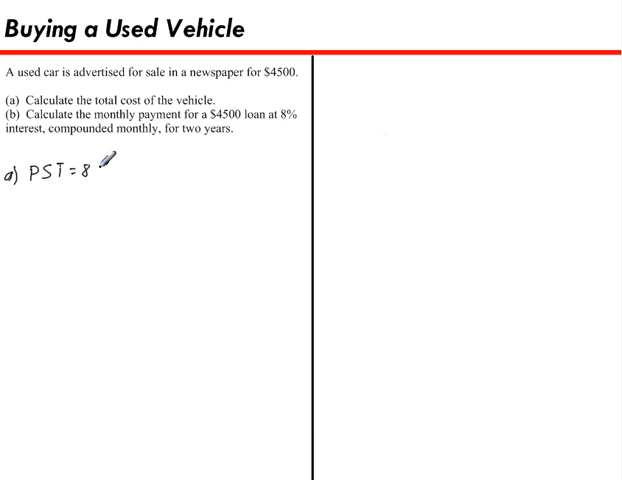 Buying a Used Vehicle
A used car is advertised for sale in a newspaper for $4500.
(a) Calculate the total cost of the vehicle.
(b) Calculate the monthly payment for a $4500 loan at 8%
interest, compounded monthly, for two years.
a) PST = 8